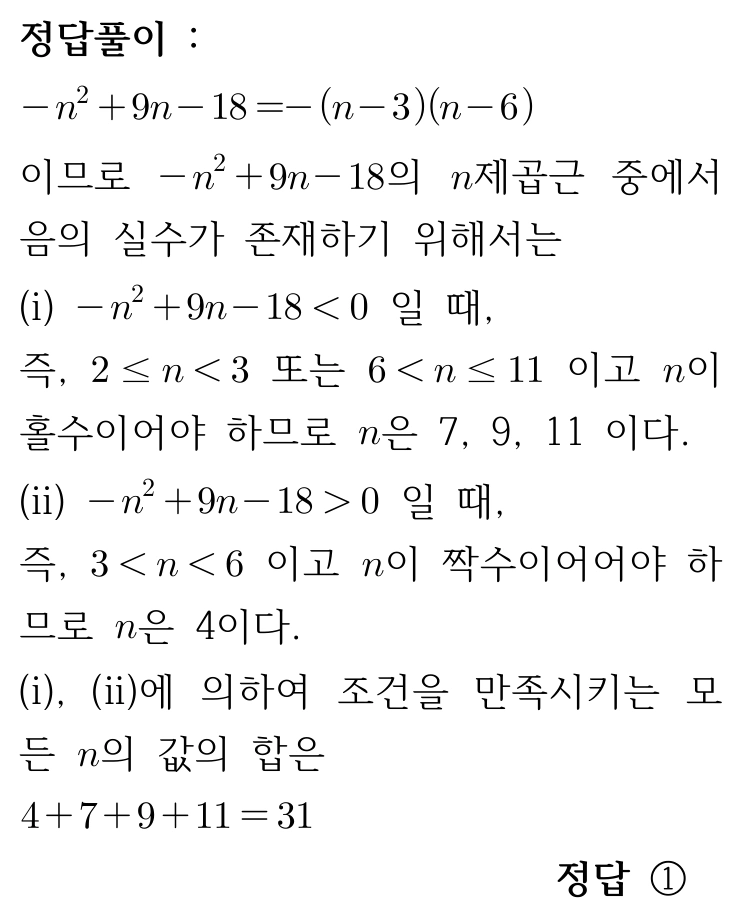 정답풀이 :
−n² + 9n − 18 = −(n − 3)(n − 6)
이므로 −n² + 9n − 18의 n제곱근 중에서
음의 실수가 존재하기 위해서는
(i) −n² + 9n − 18 < 0 일 때,
즉, 2 ≤ n < 3 또는 6 < n ≤ 11 이고 n이
홀수이어야 하므로 n은 7, 9, 11 이다.
(ii) −n² + 9n − 18 > 0 일 때,
즉, 3 < n < 6 이고 n이 짝수이어어야 하
므로 n은 4이다.
(i), (ii)에 의하여 조건을 만족시키는 모
든 n의 값의 합은
4 + 7 + 9 + 11 = 31
정답 ①